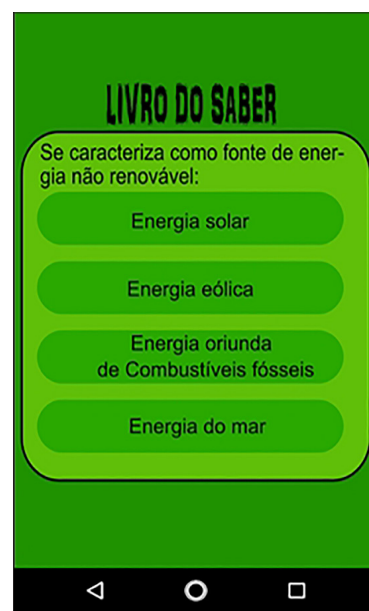 LIVRO DO SABER
Se caracteriza como fonte de ener-
gia não renovável:
Energia solar
Energia eólica
Energia oriunda
de Combustíveis fósseis
Energia do mar